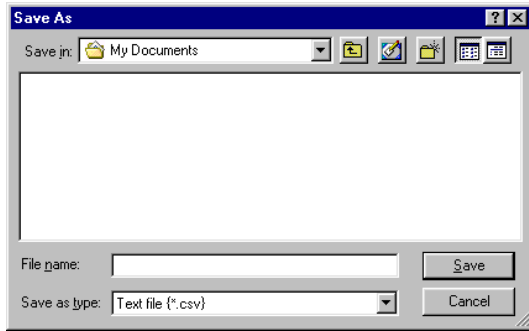 Save As
Save in: My Documents
File name:
Save
Save as type: Text file {*.csv}
Cancel